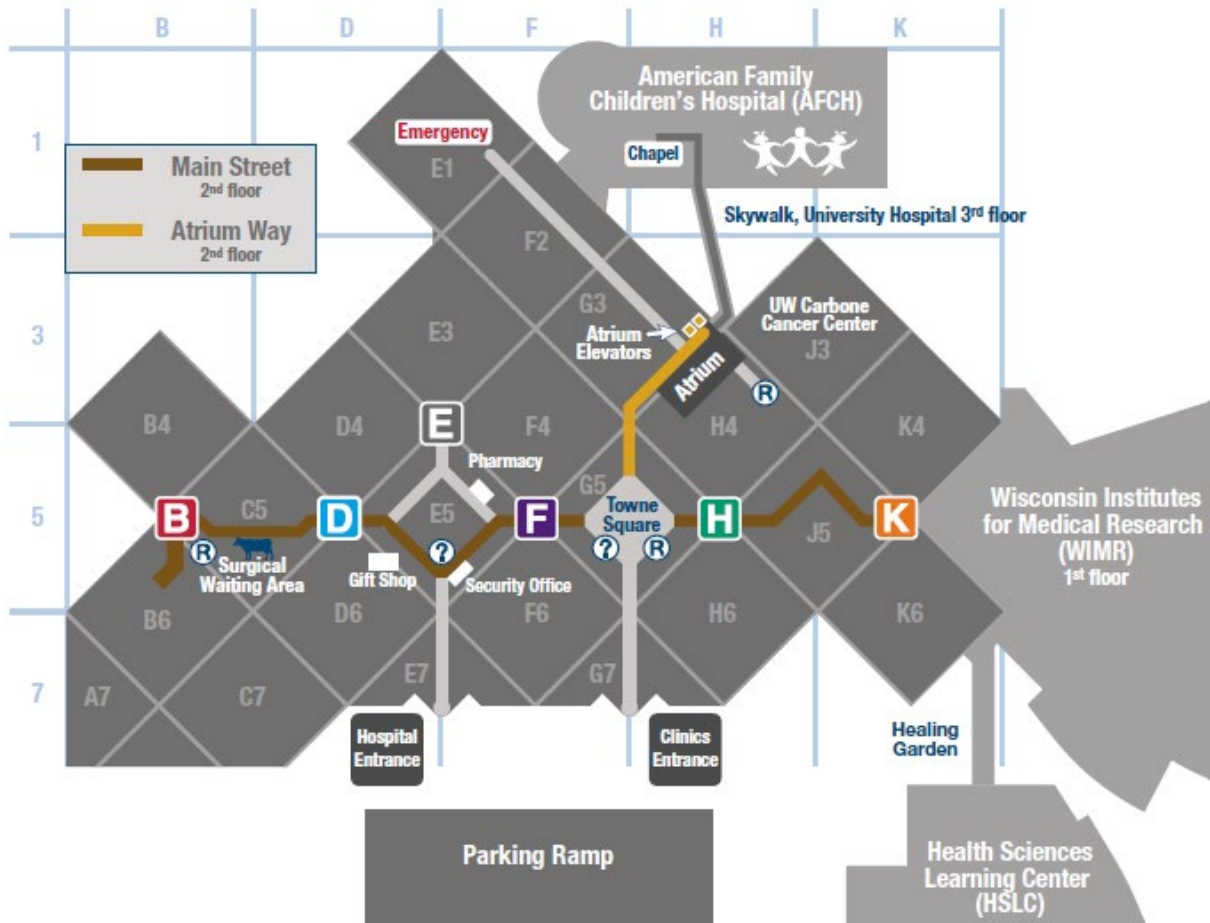 B D F H K
American Family
Children's Hospital (AFCH)
1
Emergency
Chapel
E1
Main Street
2nd floor
Atrium Way
2nd floor
Skywalk, University Hospital 3rd floor
F2
G3
UW Carbone
Cancer Center
3
E3
Atrium
Elevators
J3
Atrium
R
B4
D4
E
F4
H4
K4
Pharmacy
G5
C5
5
B
D
E5
F
Towne
Square
H
J5
K
Wisconsin Institutes
for Medical Research
(WIMR)
1st floor
R
?
?
R
Surgical
Waiting Area
Gift Shop
Security Office
B6
D6
F6
H6
K6
E7
G7
7
A7
C7
Hospital
Entrance
Clinics
Entrance
Healing
Garden
Parking Ramp
Health Sciences
Learning Center
(HSLC)